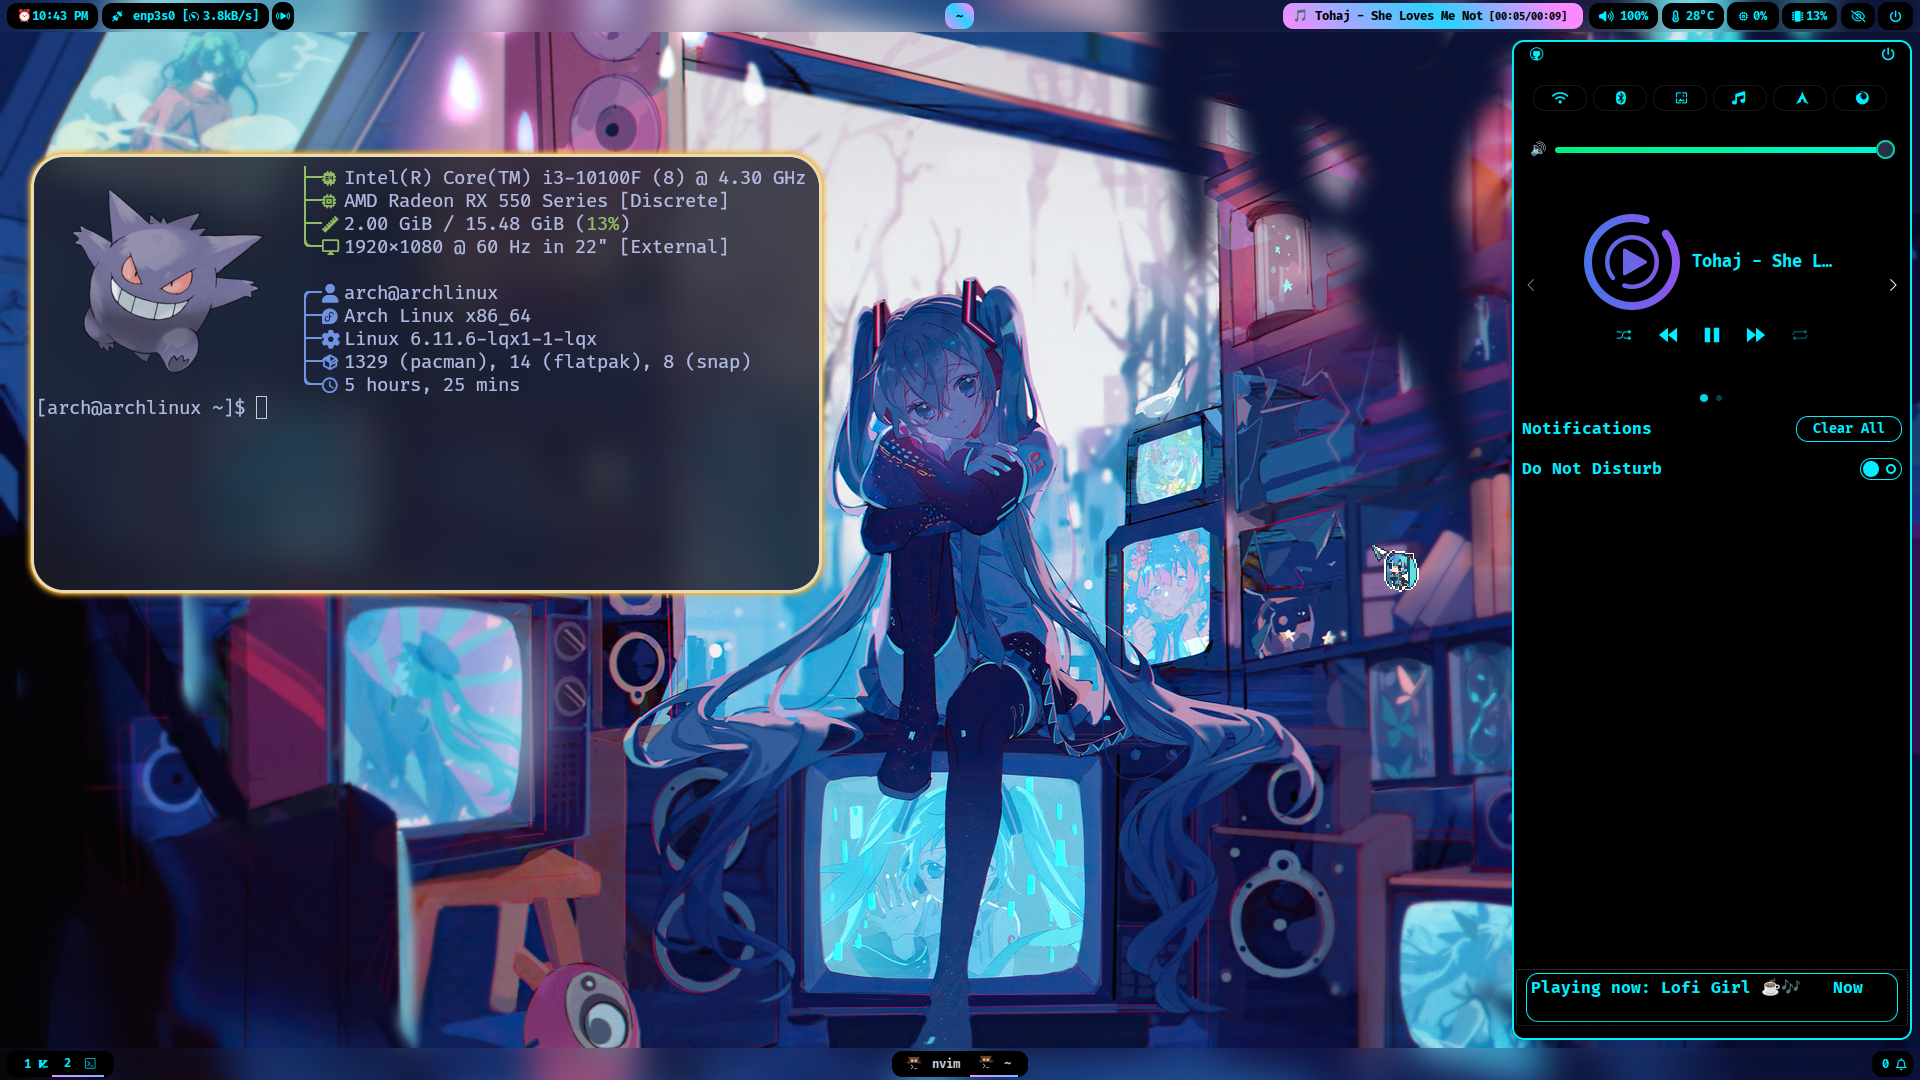 10:43 PM
enp3s0 [3.8kB/s]
~
Tohaj - She Loves Me Not [00:05/00:09]
100%
28°C
0%
13%
Intel(R) Core(TM) i3-10100F (8) @ 4.30 GHz
AMD Radeon RX 550 Series [Discrete]
2.00 GiB / 15.48 GiB (13%)
1920×1080 @ 60 Hz in 22" [External]
arch@archlinux
Arch Linux x86_64
Linux 6.11.6-lqx1-1-lqx
1329 (pacman), 14 (flatpak), 8 (snap)
5 hours, 25 mins
[arch@archlinux ~]$
02
Tohaj - She L…
Notifications
Clear All
Do Not Disturb
Playing now: Lofi Girl ☕🎶 Now
1
2
nvim
~
0